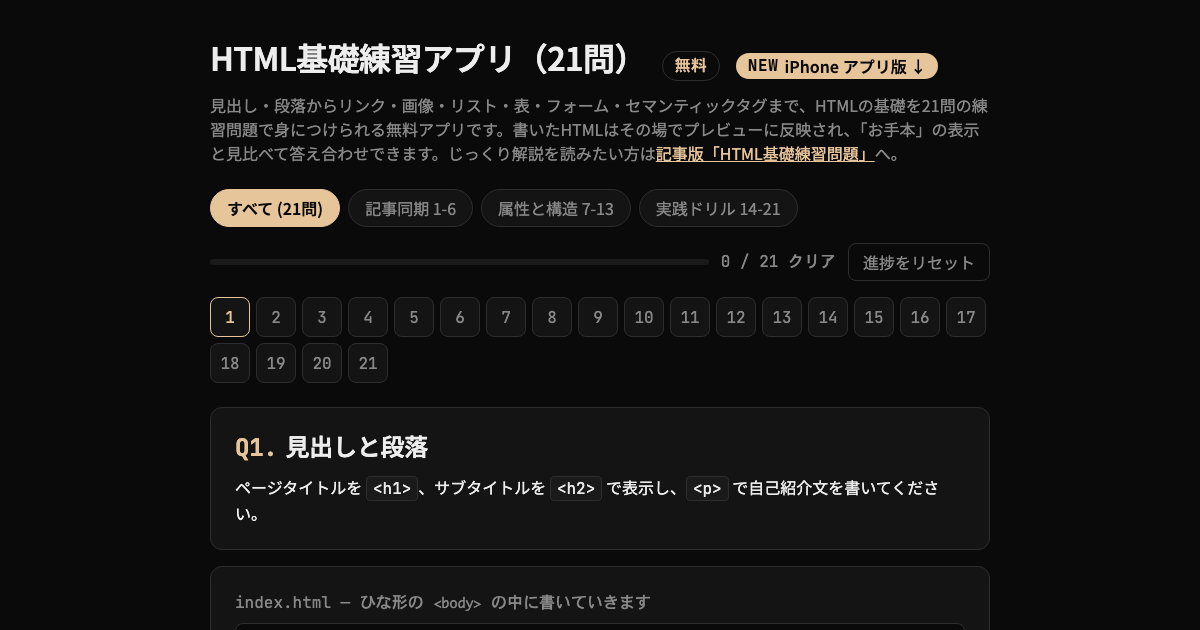 HTML基礎練習アプリ（21問） 無料 NEW iPhone アプリ版 ↓
見出し・段落からリンク・画像・リスト・表・フォーム・セマンティックタグまで、HTMLの基礎を21問の練
習問題で身につけられる無料アプリです。書いたHTMLはその場でプレビューに反映され、「お手本」の表示
と見比べて答え合わせできます。じっくり解説を読みたい方は記事版「HTML基礎練習問題」へ。
すべて (21問) 記事同期 1-6 属性と構造 7-13 実践ドリル 14-21
0 / 21 クリア 進捗をリセット
1 2 3 4 5 6 7 8 9 10 11 12 13 14 15 16 17
18 19 20 21
Q1. 見出しと段落
ページタイトルを <h1> 、サブタイトルを <h2> で表示し、 <p> で自己紹介文を書いてくださ
い。
index.html — ひな形の <body> の中に書いていきます